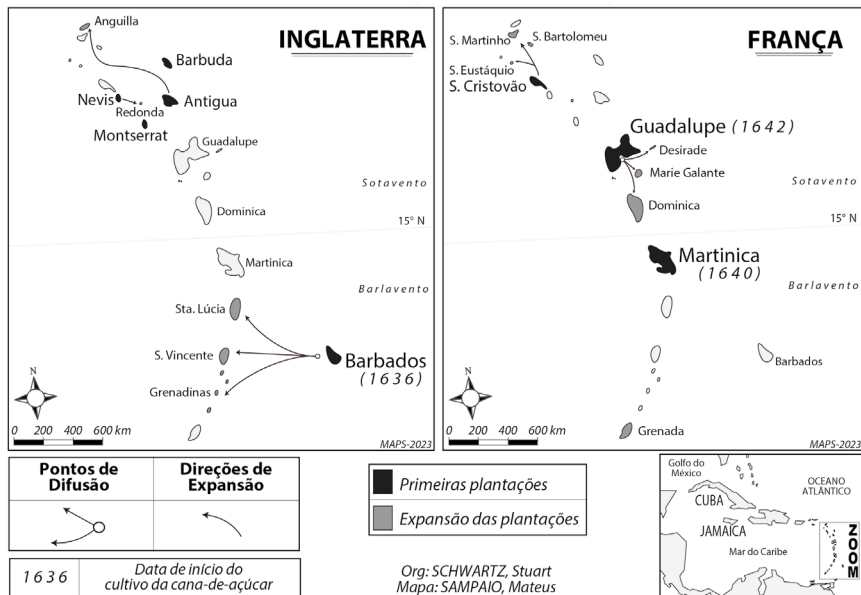 INGLATERRA
Anguilla
Barbuda
Nevis
Antigua
Redonda
Montserrat
Guadalupe
Sotavento
Dominica
15° N
Martinica
Barlavento
Sta. Lúcia
S. Vincente
Barbados
(1636)
Grenadinas
N
0 200 400 600 km
MAPS-2023
FRANÇA
S. Martinho
S. Bartolomeu
S. Eustáquio
S. Cristovão
Guadalupe (1642)
Desirade
Marie Galante
Sotavento
Dominica
15° N
Martinica
(1640)
Barlavento
Barbados
N
Grenada
0 200 400 600 km
MAPS-2023
Pontos de
Difusão
Direções de
Expansão
1636
Data de início do
cultivo da cana-de-açúcar
Primeiras plantações
Expansão das plantações
Org: SCHWARTZ, Stuart
Mapa: SAMPAIO, Mateus
Golfo do
México
OCEANO
ATLÂNTICO
CUBA
JAMAICA
Mar do Caribe
ZOOM